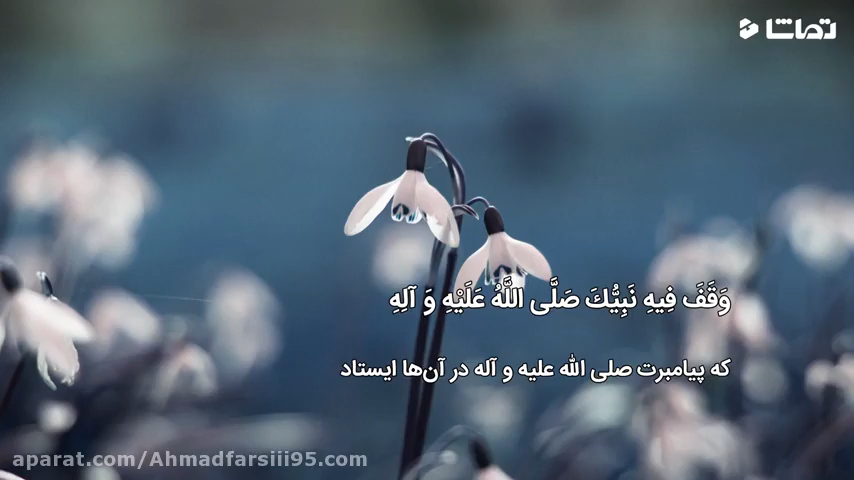 تماشا
وَقَفَ فِيهِ نَبِيُّكَ صَلَّى اللَّهُ عَلَيْهِ وَ آلِهِ
که پیامبرت صلی الله علیه و آله در آن‌ها ایستاد
aparat.com/Ahmadfarsiii95.com